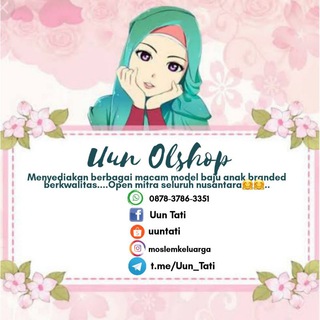 Uun Olshop
Menyediakan berbagai macam model baju anak branded
berkwalitas....Open mitra seluruh nusantara🙆🙆..
0878-3786-3351
Uun Tati
uuntati
moslemkeluarga
t.me/Uun_Tati